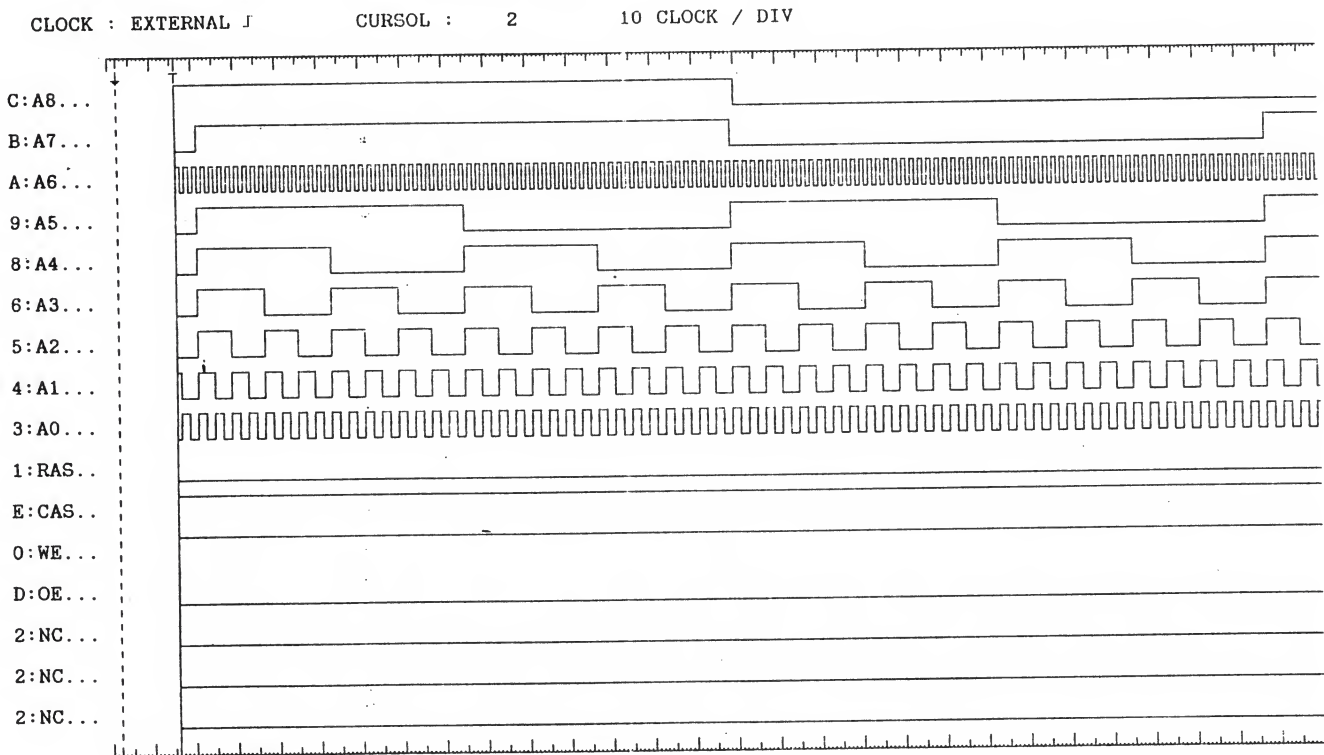 CLOCK : EXTERNAL ᒋ CURSOL : 2 10 CLOCK / DIV
C:A8...
B:A7...
A:A6...
9:A5...
8:A4...
6:A3...
5:A2...
4:A1...
3:A0...
1:RAS..
E:CAS..
0:WE...
D:OE...
2:NC...
2:NC...
2:NC...